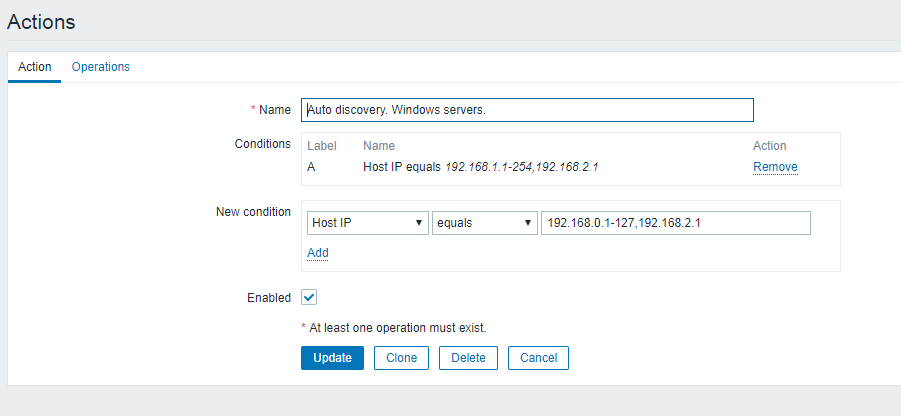 Actions
Action Operations
* Name Auto discovery. Windows servers.
Conditions Label Name Action
A Host IP equals 192.168.1.1-254,192.168.2.1 Remove
New condition Host IP equals 192.168.0.1-127,192.168.2.1
Add
Enabled
* At least one operation must exist.
Update Clone Delete Cancel